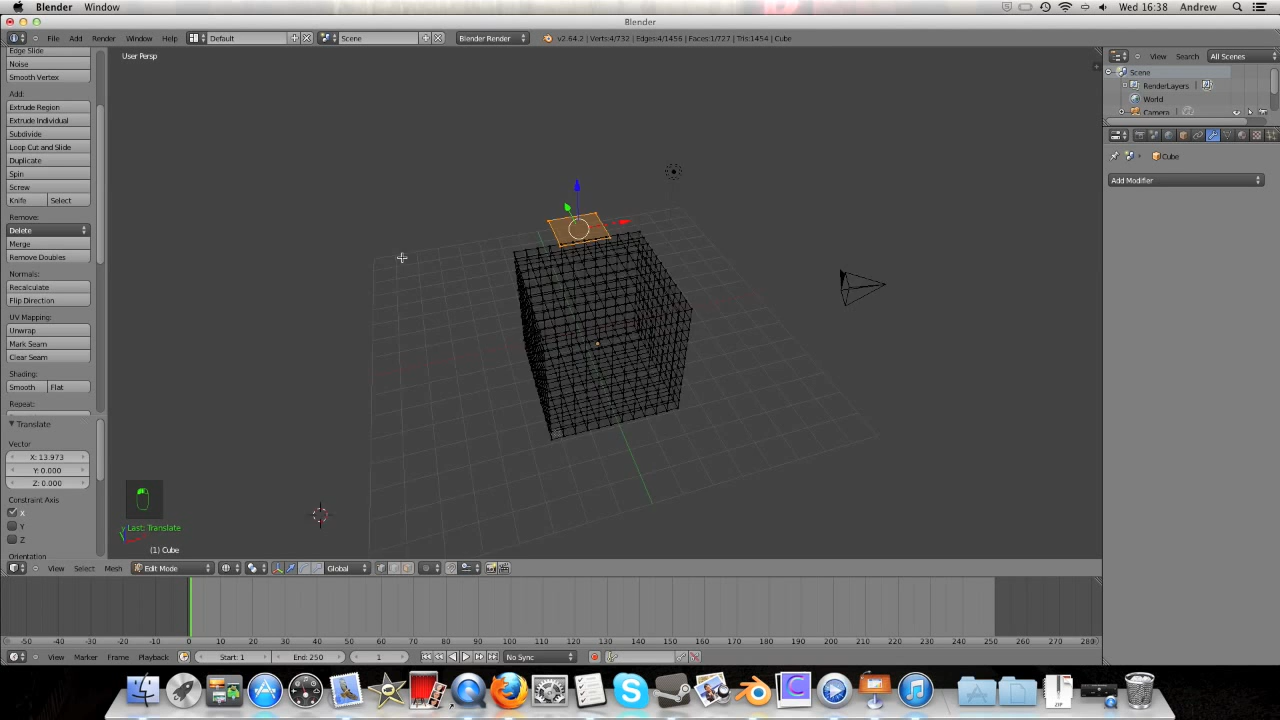 Blender Window Wed 16:38 Andrew
Blender
File Add Render Window Help Default Scene Blender Render v2.64.2 | Verts:4/732 | Edges:4/1456 | Faces:1/727 | Tris:1454 | Cube
Edge Slide
Noise
Smooth Vertex
Add:
Extrude Region
Extrude Individual
Subdivide
Loop Cut and Slide
Duplicate
Spin
Screw
Knife Select
Remove:
Delete
Merge
Remove Doubles
Normals:
Recalculate
Flip Direction
UV Mapping:
Unwrap
Mark Seam
Clear Seam
Shading:
Smooth Flat
Repeat:
Translate
Vector
X: 13.973
Y: 0.000
Z: 0.000
Constraint Axis
X
Y
Z
Orientation
User Persp
Last: Translate
(1) Cube
View Search All Scenes
Scene
RenderLayers
World
Camera
Cube
Add Modifier
View Select Mesh Edit Mode Global
-50 -40 -30 -20 -10 0 10 20 30 40 50 60 70 80 90 100 110 120 130 140 150 160 170 180 190 200 210 220 230 240 250 260 270 280
View Marker Frame Playback Start: 1 End: 250 1 No Sync
ZIP